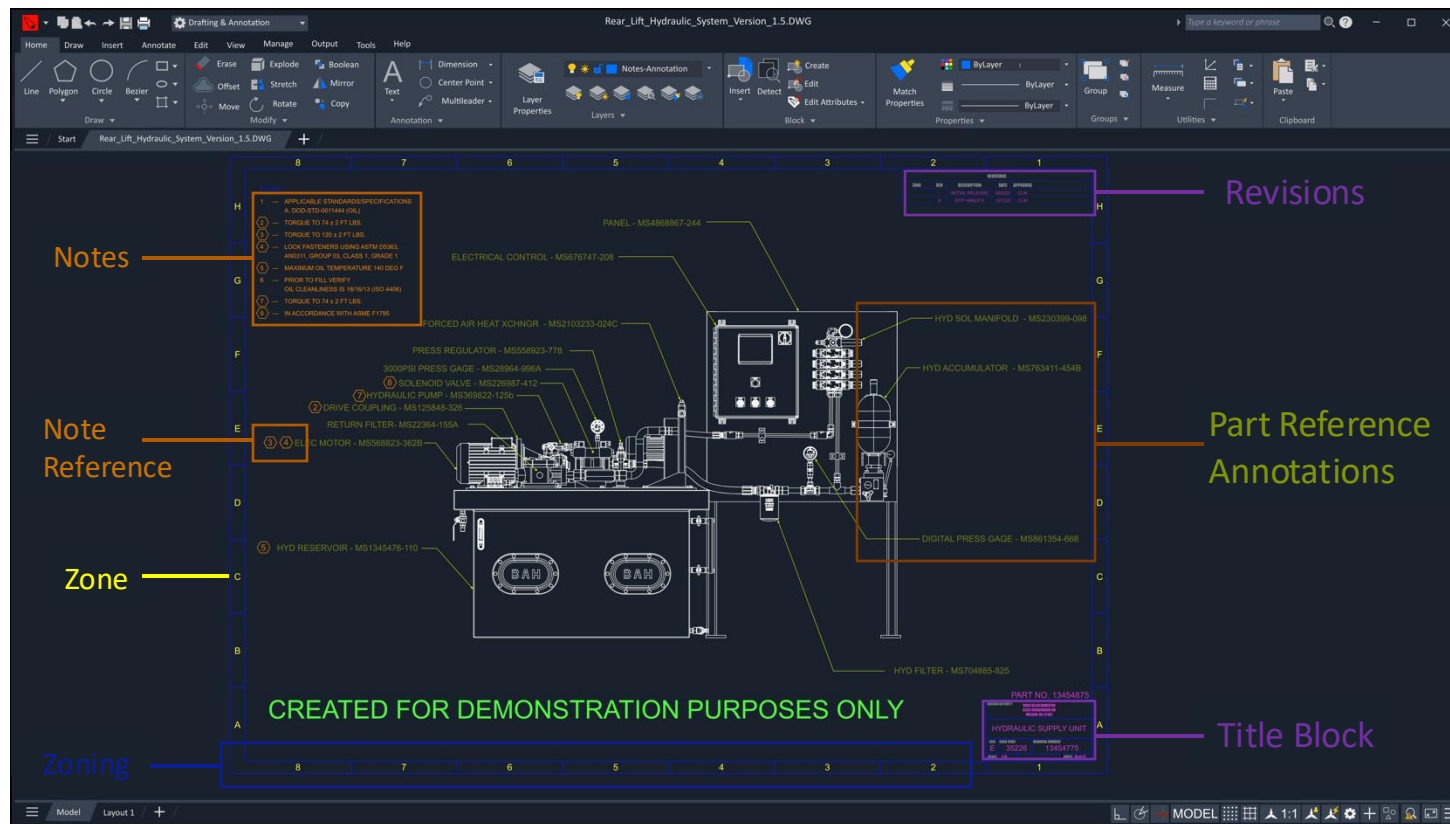 Drafting & Annotation
Rear_Lift_Hydraulic_System_Version_1.5.DWG
Type a keyword or phrase
Home Draw Insert Annotate Edit View Manage Output Tools Help
Line Polygon Circle Bezier
Draw
Erase Explode Boolean
Offset Stretch Mirror
Move Rotate Copy
Modify
Text
Dimension
Center Point
Multileader
Annotation
Layer Properties
Notes-Annotation
Layers
Insert Detect
Create
Edit
Edit Attributes
Block
Match Properties
ByLayer
ByLayer
ByLayer
Properties
Group
Groups
Measure
Utilities
Paste
Clipboard
Start Rear_Lift_Hydraulic_System_Version_1.5.DWG
8 7 6 5 4 3 2 1
REVISIONS
ZONE REV DESCRIPTION DATE APPROVED
INITIAL RELEASE
Revisions
H H
1 — APPLICABLE STANDARDS/SPECIFICATIONS
A. DOD-STD-0011444 (OIL)
2 — TORQUE TO 74 ± 2 FT LBS.
3 — TORQUE TO 120 ± 2 FT LBS.
4 — LOCK FASTENERS USING ASTM D5363,
AN0311, GROUP 03, CLASS 1, GRADE 1
5 — MAXIMUM OIL TEMPERATURE 140 DEG F
6 — PRIOR TO FILL VERIFY
OIL CLEANLINESS IS 16/16/13 (ISO 4406)
7 — TORQUE TO 74 ± 2 FT LBS.
9 — IN ACCORDANCE WITH ASME F1795
Notes
PANEL - MS4868867-244
ELECTRICAL CONTROL - MS676747-208
G G
FORCED AIR HEAT XCHNGR - MS2103233-024C
HYD SOL MANIFOLD - MS230399-098
PRESS REGULATOR - MS558923-778
F F
3000PSI PRESS GAGE - MS28964-996A
HYD ACCUMULATOR - MS763411-454B
8 SOLENOID VALVE - MS226987-412
7 HYDRAULIC PUMP - MS369822-125b
2 DRIVE COUPLING - MS125848-326
RETURN FILTER- MS22364-155A
E E
3 4 ELEC MOTOR - MS568823-362B
Note
Reference
Part Reference
Annotations
D D
DIGITAL PRESS GAGE - MS861354-668
5 HYD RESERVOIR - MS1345476-110
Zone
C C
BAH BAH
B B
HYD FILTER - MS704885-825
CREATED FOR DEMONSTRATION PURPOSES ONLY
PART NO. 13454875
HYDRAULIC SUPPLY UNIT
E 35226 13454775
A A
Title Block
Zoning
8 7 6 5 4 3 2 1
Model Layout 1
MODEL 1:1